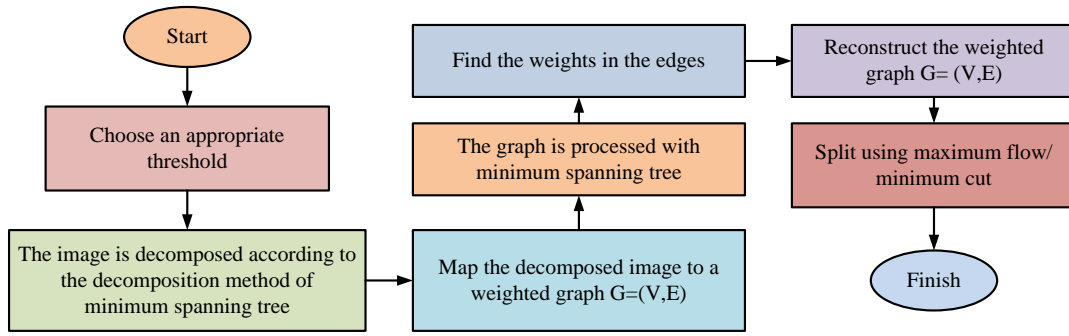 Start
Choose an appropriate
threshold
The image is decomposed according to
the decomposition method of
minimum spanning tree
Map the decomposed image to a
weighted graph G=(V,E)
The graph is processed with
minimum spanning tree
Find the weights in the edges
Reconstruct the weighted
graph G= (V,E)
Split using maximum flow/
minimum cut
Finish